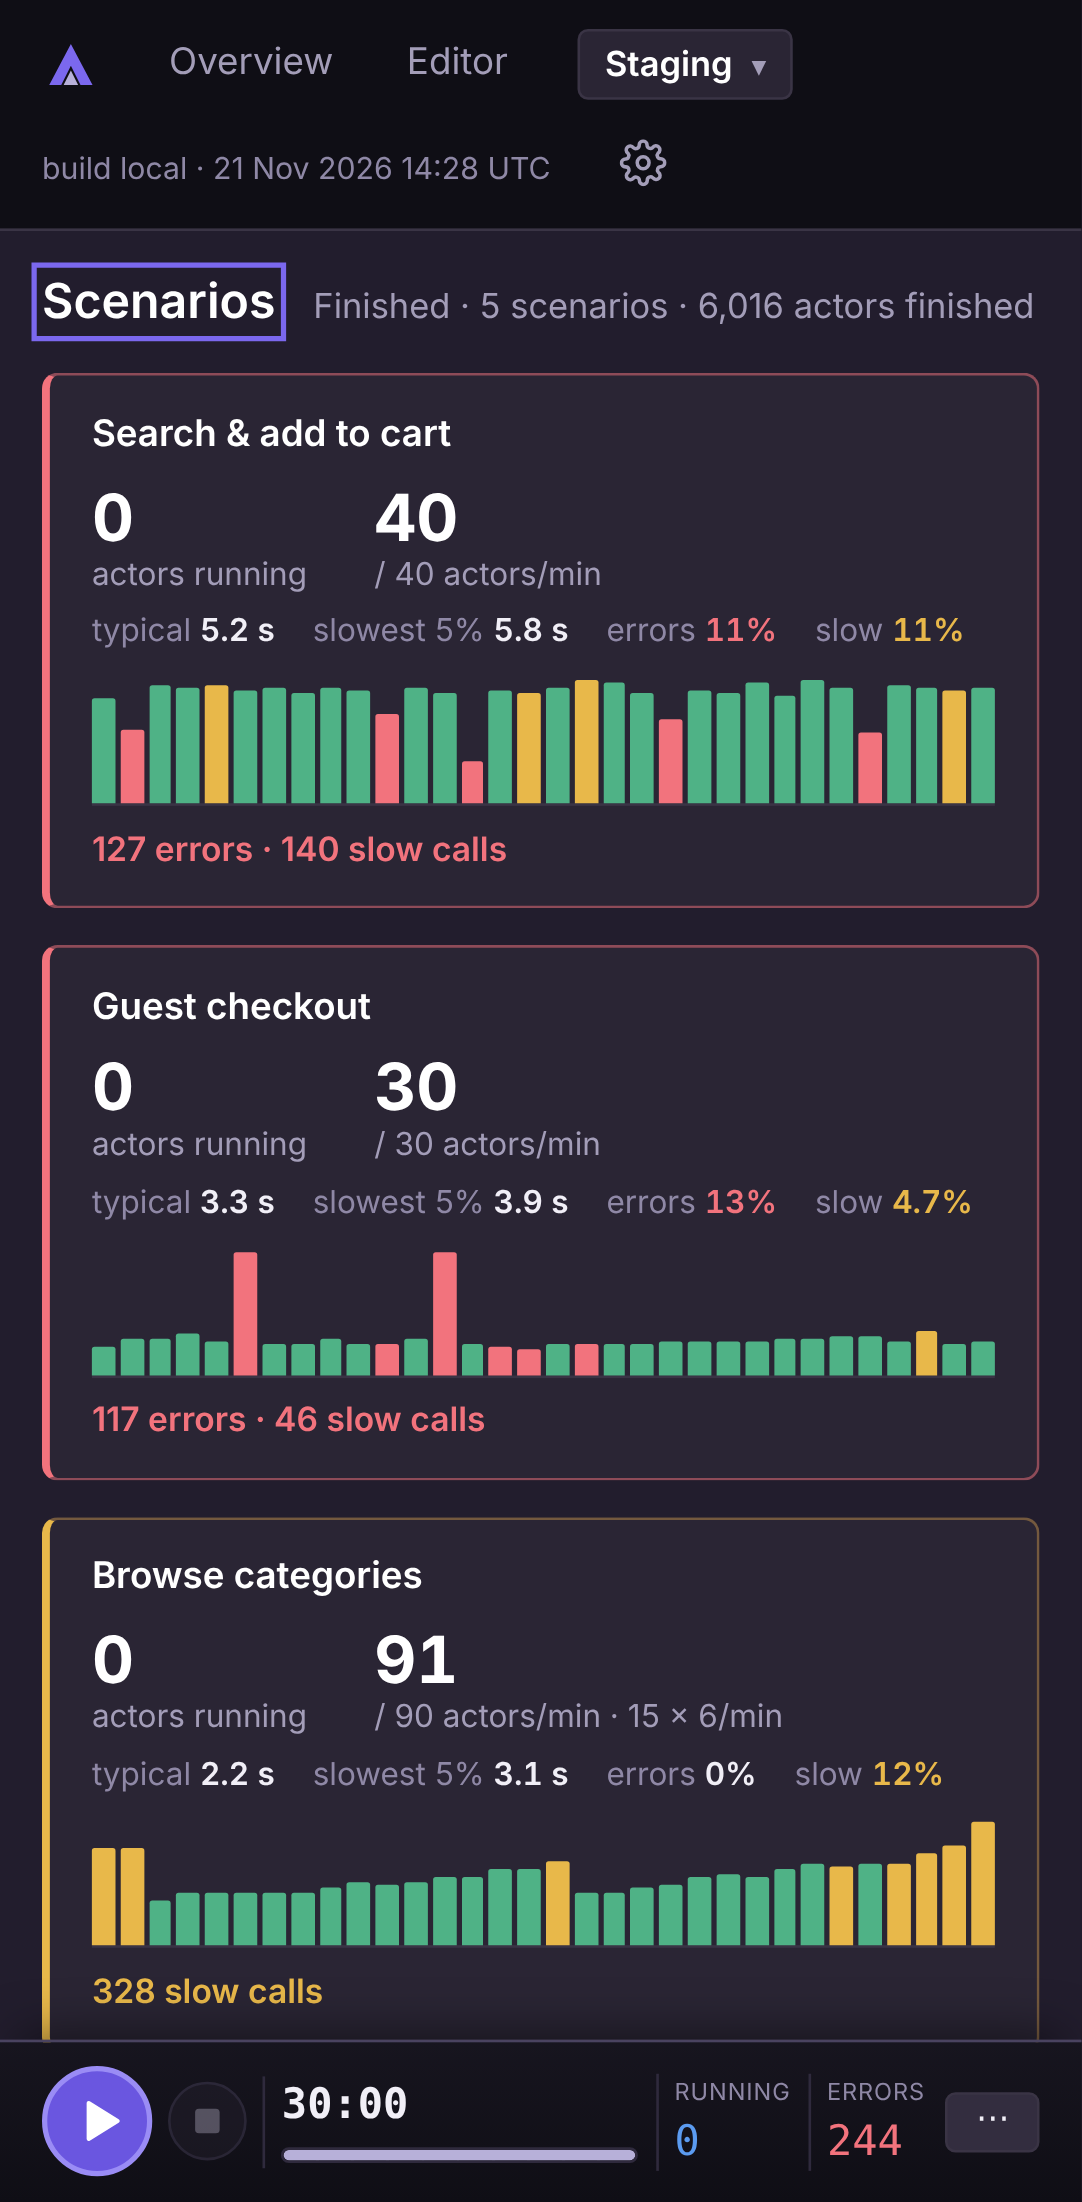 Overview Editor Staging ▼
build local · 21 Nov 2026 14:28 UTC
Scenarios Finished · 5 scenarios · 6,016 actors finished
Search & add to cart
0 40
actors running / 40 actors/min
typical 5.2 s slowest 5% 5.8 s errors 11% slow 11%
127 errors · 140 slow calls
Guest checkout
0 30
actors running / 30 actors/min
typical 3.3 s slowest 5% 3.9 s errors 13% slow 4.7%
117 errors · 46 slow calls
Browse categories
0 91
actors running / 90 actors/min · 15 × 6/min
typical 2.2 s slowest 5% 3.1 s errors 0% slow 12%
328 slow calls
30:00 RUNNING ERRORS ...
0 244